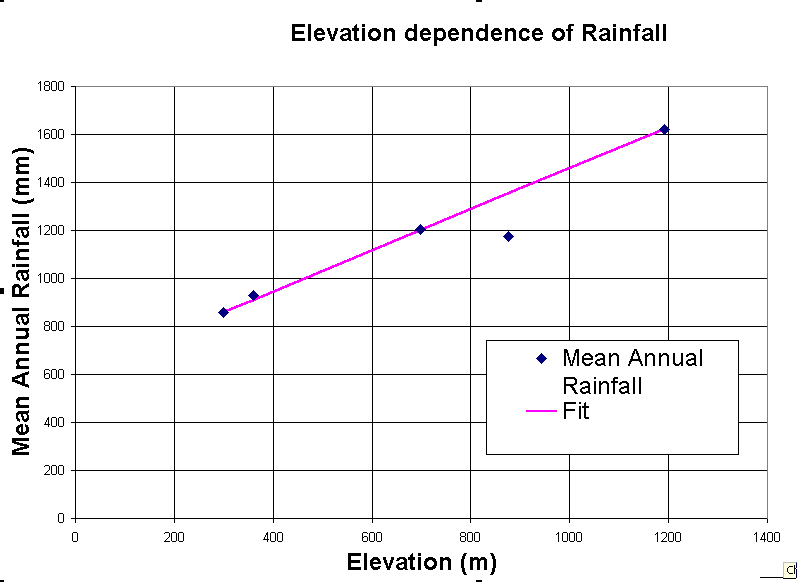 Elevation dependence of Rainfall
Mean Annual Rainfall (mm)
1800
1600
1400
1200
1000
800
600
400
200
0
Mean Annual
Rainfall
Fit
0 200 400 600 800 1000 1200 1400
Elevation (m)